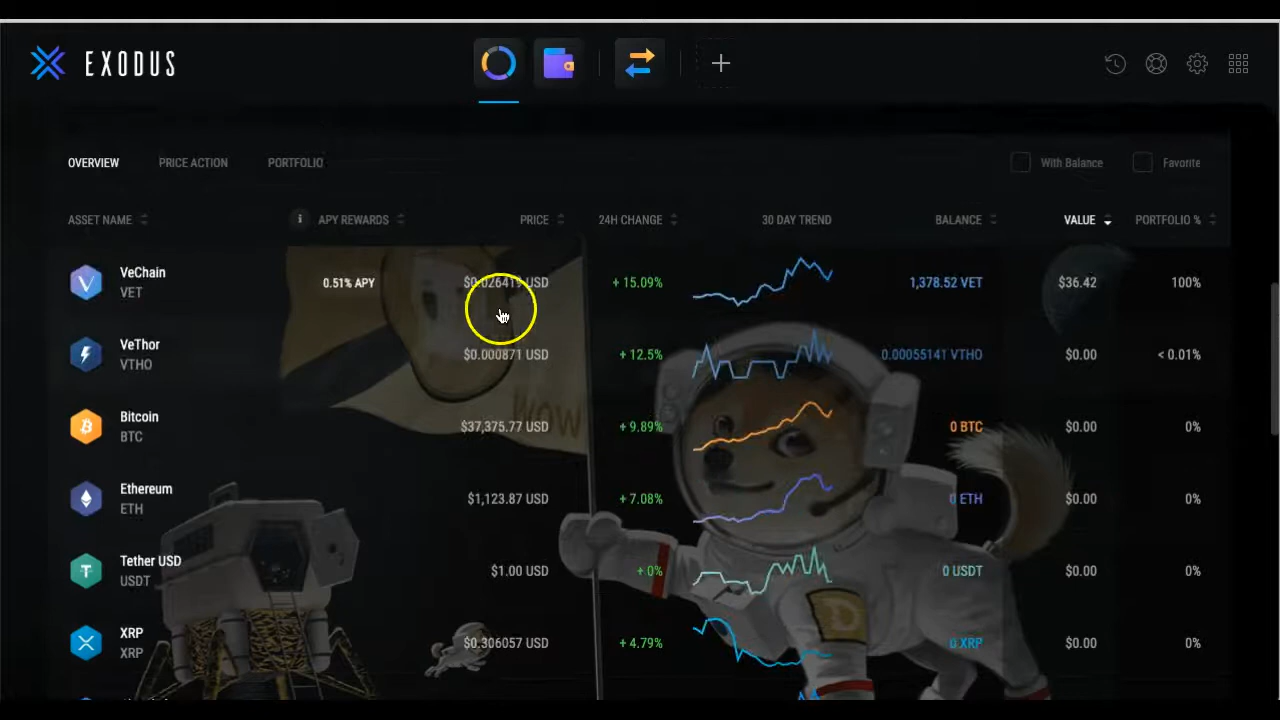 EXODUS
OVERVIEW PRICE ACTION PORTFOLIO With Balance Favorite
ASSET NAME i APY REWARDS PRICE 24H CHANGE 30 DAY TREND BALANCE VALUE PORTFOLIO %
VeChain
VET
0.51% APY $0.026419 USD + 15.09% 1,378.52 VET $36.42 100%
VeThor
VTHO
$0.000871 USD + 12.5% 0.00055141 VTHO $0.00 < 0.01%
Bitcoin
BTC
WOW
$37,375.77 USD + 9.89% 0 BTC $0.00 0%
Ethereum
ETH
$1,123.87 USD + 7.08% 0 ETH $0.00 0%
Tether USD
USDT
$1.00 USD + 0% 0 USDT $0.00 0%
XRP
XRP
$0.306057 USD + 4.79% 0 XRP $0.00 0%